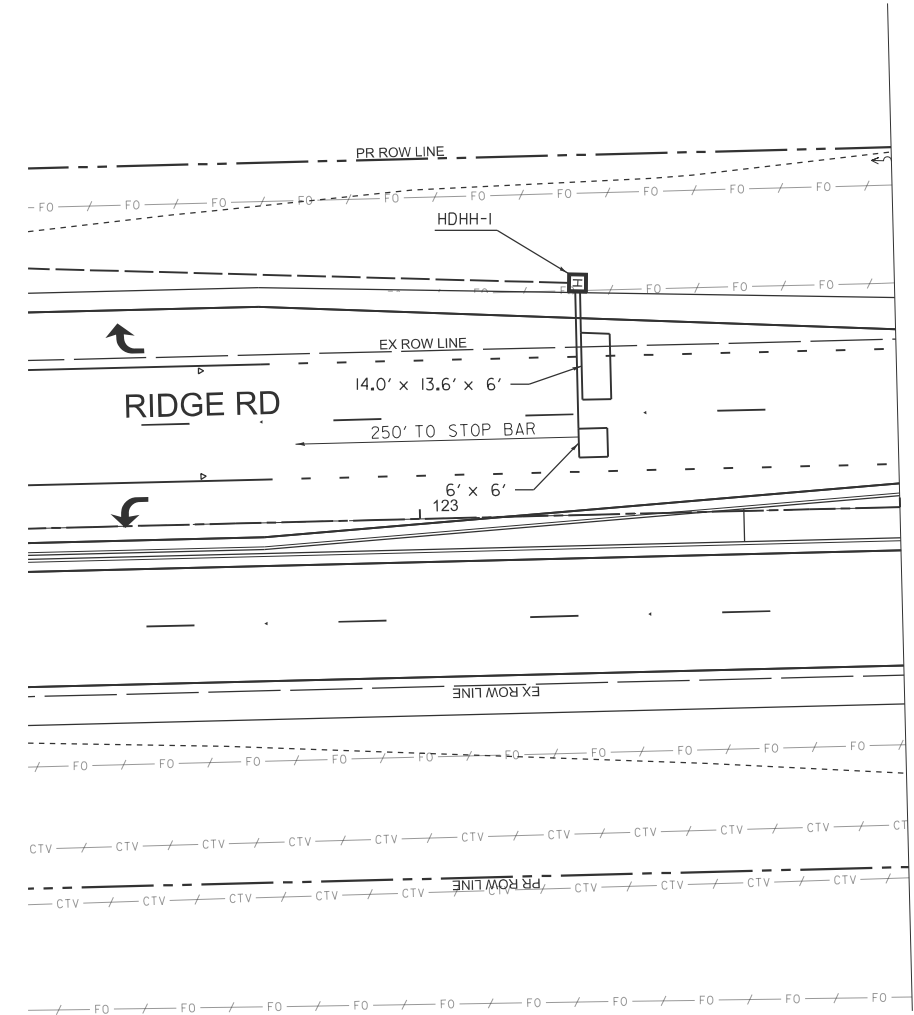 PR ROW LINE
FO FO FO FO FO FO FO FO FO FO
HDHH-1
FO FO FO FO FO
EX ROW LINE
14.0' x 13.6' x 6'
RIDGE RD
250' TO STOP BAR
6' x 6'
123
EX ROW LINE
FO FO FO FO FO FO FO FO FO FO
CTV CTV CTV CTV CTV CTV CTV CTV CTV CTV CT
PR ROW LINE
CTV CTV CTV CTV CTV CTV CTV CTV CTV CTV
FO FO FO FO FO FO FO FO FO FO